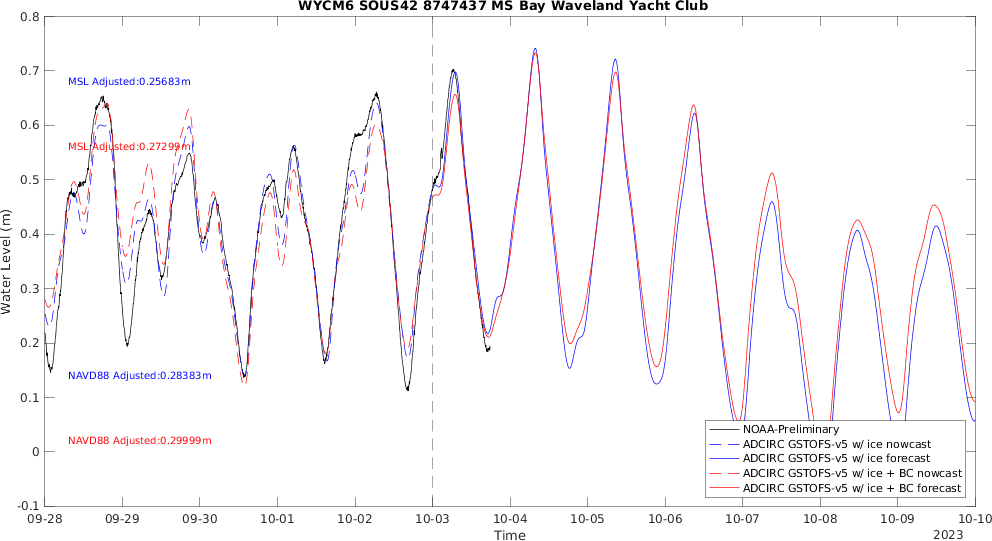 WYCM6 SOUS42 8747437 MS Bay Waveland Yacht Club
0.8
0.7
0.6
0.5
0.4
0.3
0.2
0.1
0
-0.1
Water Level (m)
MSL Adjusted:0.25683m
MSL Adjusted:0.27299m
NAVD88 Adjusted:0.28383m
NAVD88 Adjusted:0.29999m
NOAA-Preliminary
ADCIRC GSTOFS-v5 w/ ice nowcast
ADCIRC GSTOFS-v5 w/ ice forecast
ADCIRC GSTOFS-v5 w/ ice + BC nowcast
ADCIRC GSTOFS-v5 w/ ice + BC forecast
09-28 09-29 09-30 10-01 10-02 10-03 10-04 10-05 10-06 10-07 10-08 10-09 10-10
Time
2023